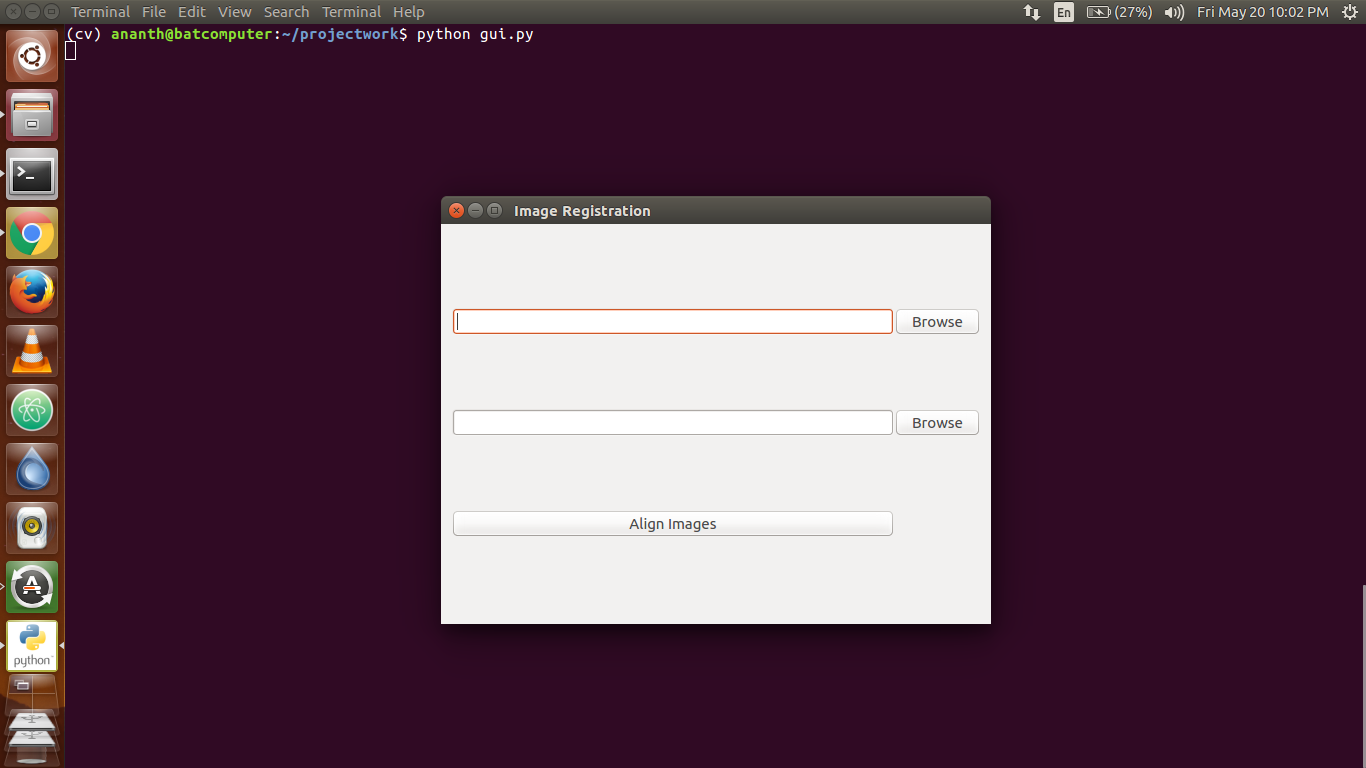 Terminal File Edit View Search Terminal Help
En (27%) Fri May 20 10:02 PM
(cv) ananth@batcomputer:~/projectwork$ python gui.py
Image Registration
Browse
Browse
Align Images
>_
A
python